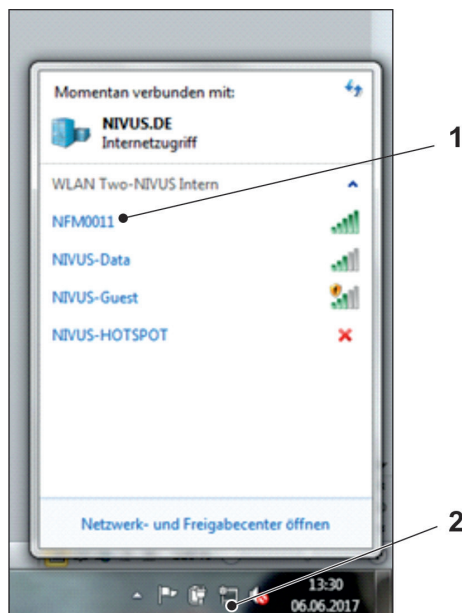 Momentan verbunden mit:
NIVUS.DE
Internetzugriff
1
WLAN Two-NIVUS Intern
NFM0011
NIVUS-Data
NIVUS-Guest
NIVUS-HOTSPOT
Netzwerk- und Freigabecenter öffnen
2
13:30
06.06.2017